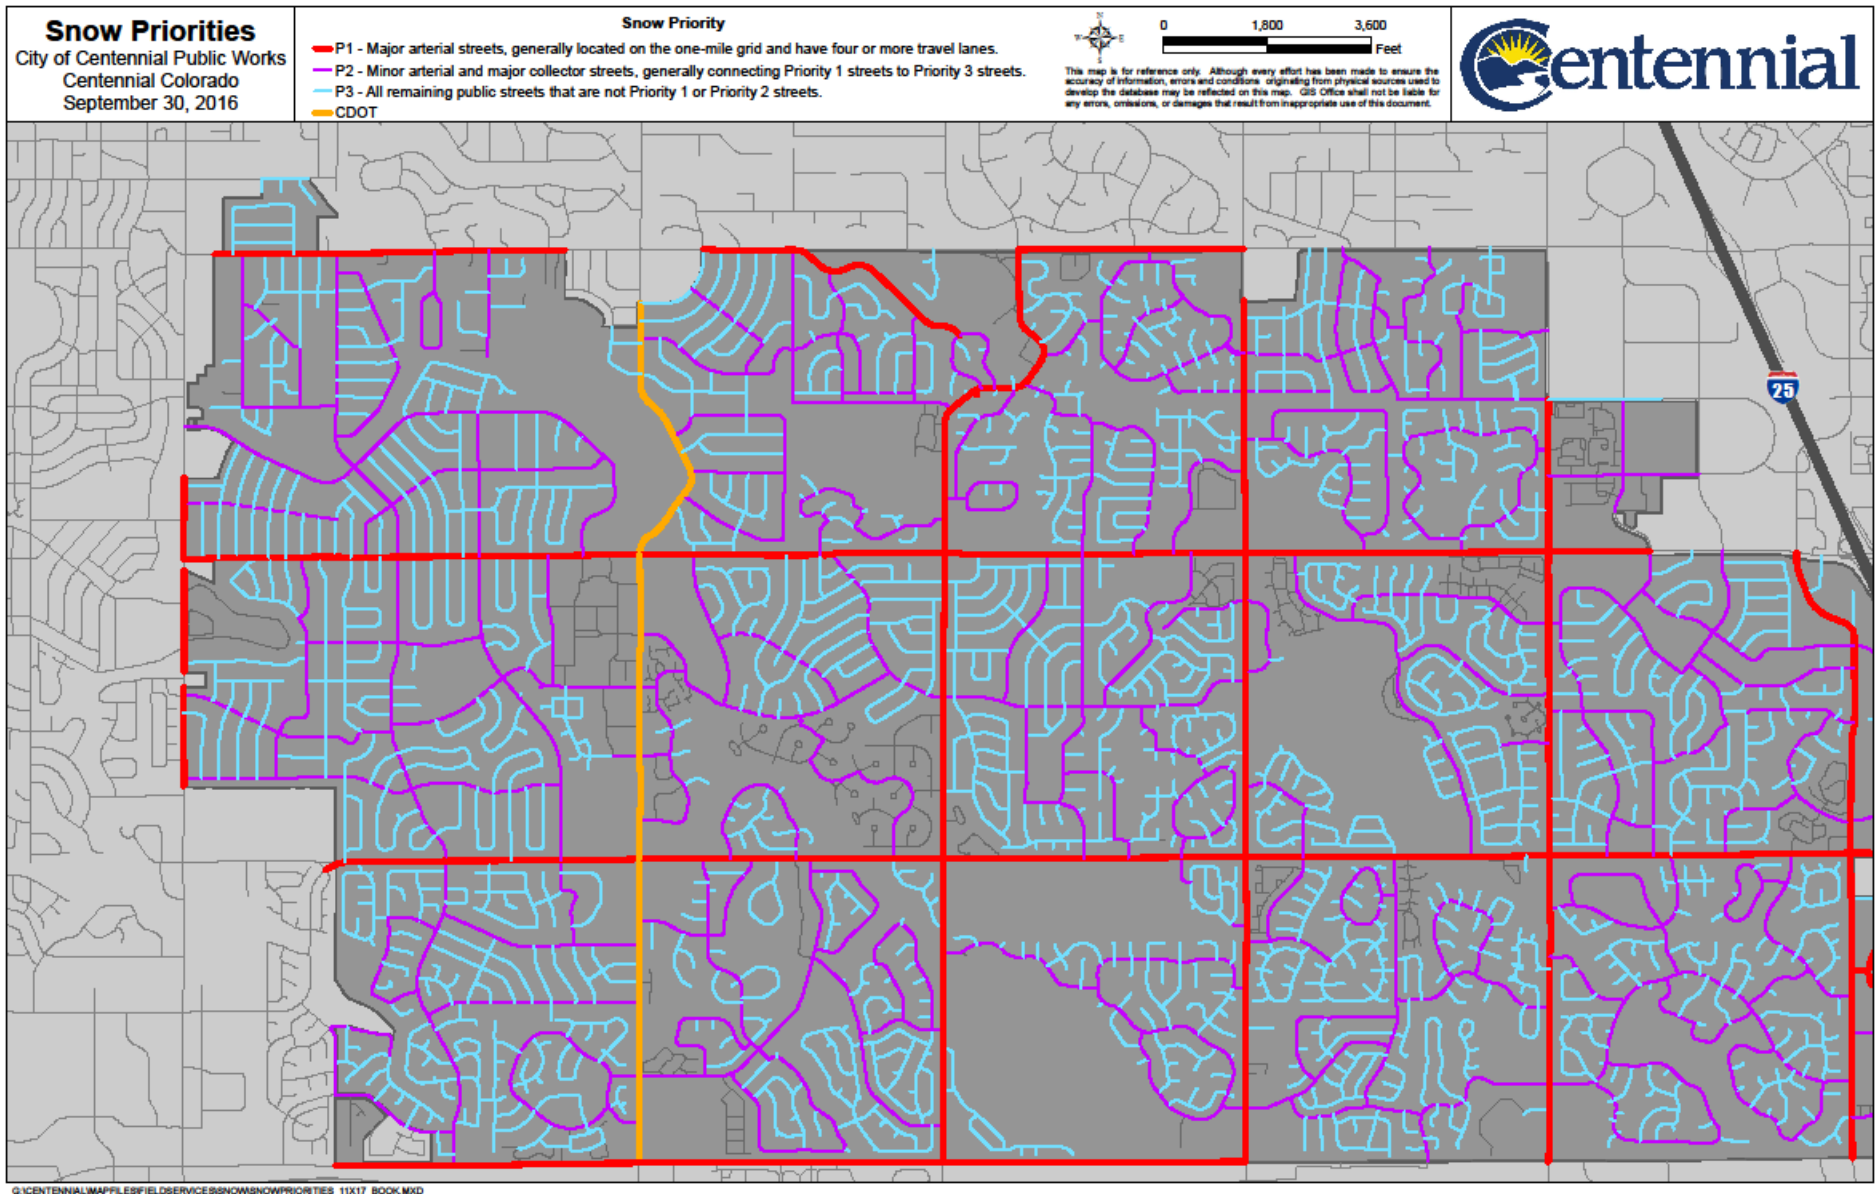 Snow Priorities
City of Centennial Public Works
Centennial Colorado
September 30, 2016
Snow Priority
P1 - Major arterial streets, generally located on the one-mile grid and have four or more travel lanes.
P2 - Minor arterial and major collector streets, generally connecting Priority 1 streets to Priority 3 streets.
P3 - All remaining public streets that are not Priority 1 or Priority 2 streets.
CDOT
N
W
E
S
0 1,800 3,600
Feet
This map is for reference only. Although every effort has been made to ensure the
accuracy of information, errors and conditions originating from physical sources used to
develop the database may be reflected on this map. GIS Office shall not be liable for
any errors, omissions, or damages that result from inappropriate use of this document.
Centennial
25
G:\CENTENNIAL\MAPFILES\FIELDSERVICES\SNOW\SNOWPRIORITIES_11X17_BOOK.MXD